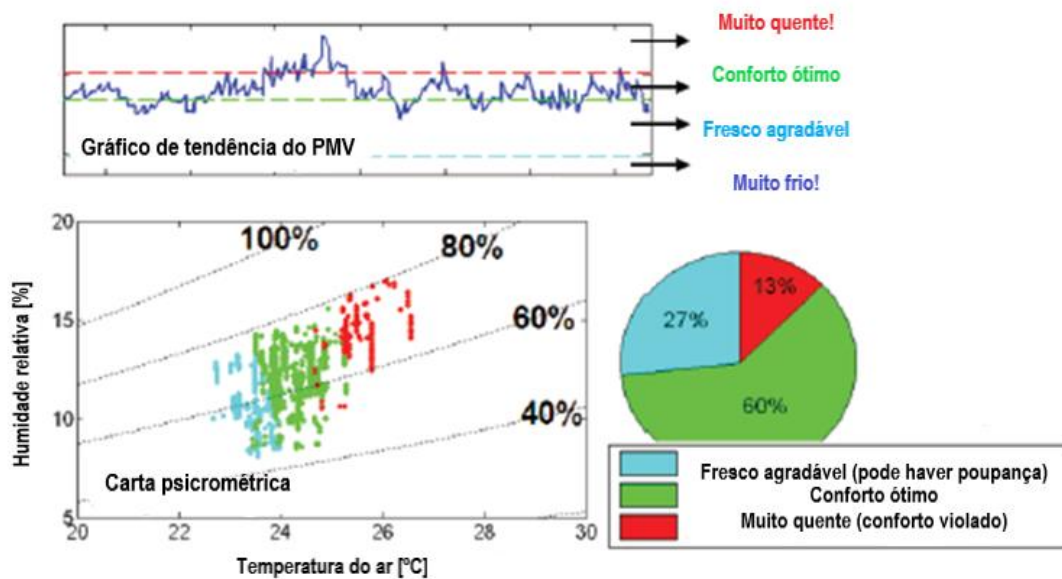 Muito quente!
Conforto ótimo
Fresco agradável
Muito frio!
Gráfico de tendência do PMV
20
15
10
5
Humidade relativa [%]
100%
80%
60%
40%
Carta psicrométrica
20
22
24
26
28
30
Temperatura do ar [ºC]
27%
13%
60%
Fresco agradável (pode haver poupança)
Conforto ótimo
Muito quente (conforto violado)